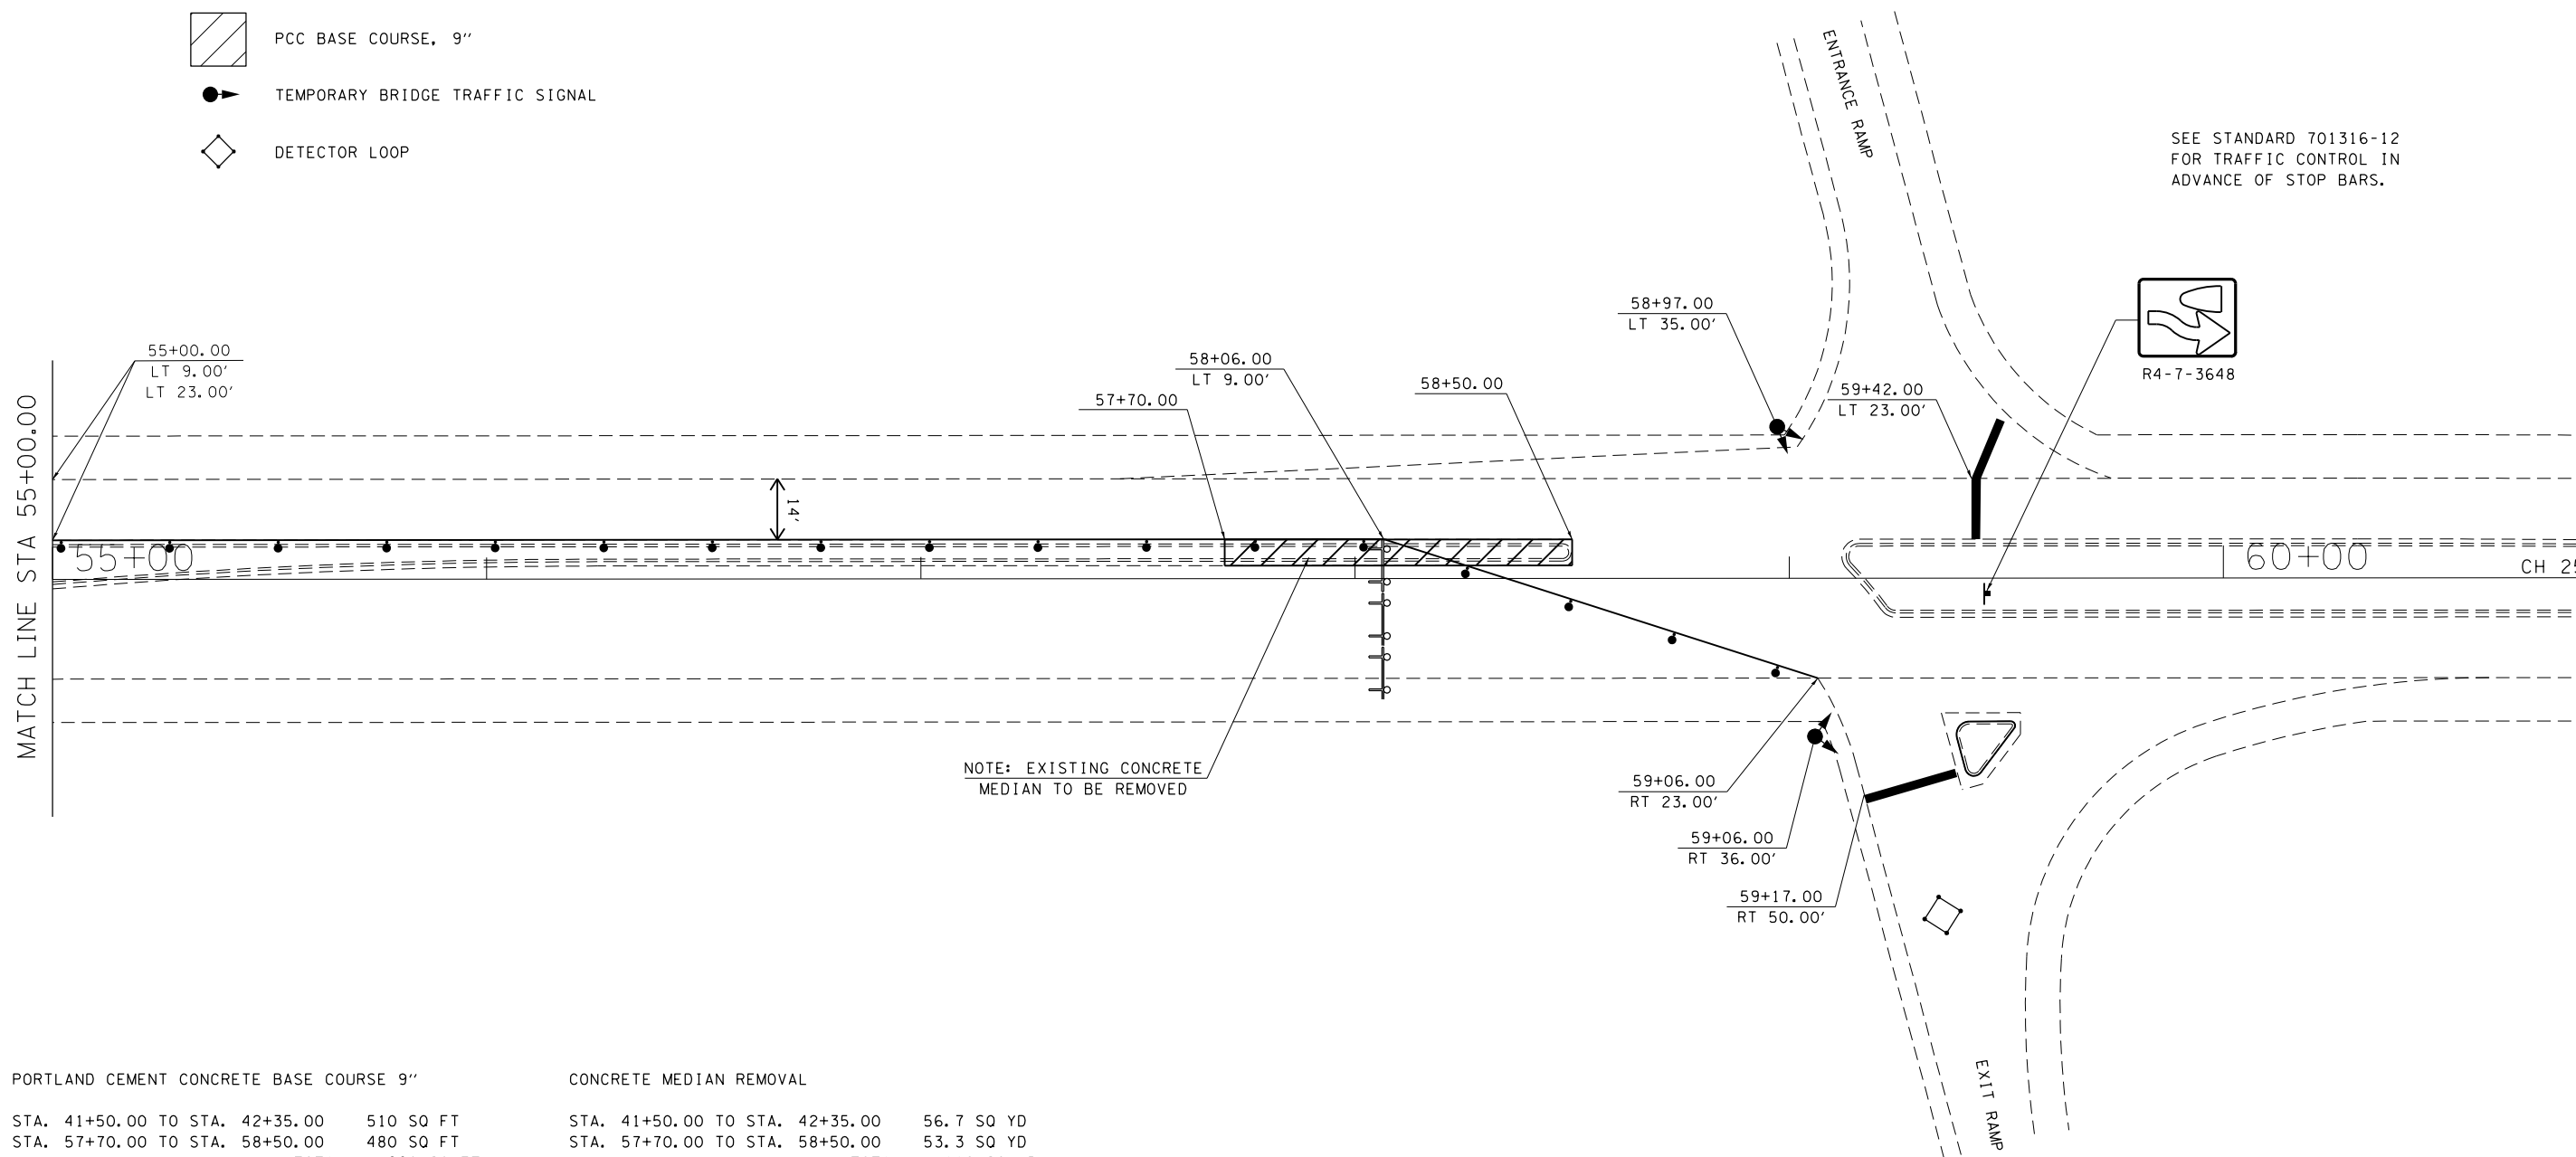 PCC BASE COURSE, 9"
TEMPORARY BRIDGE TRAFFIC SIGNAL
DETECTOR LOOP
ENTRANCE RAMP
SEE STANDARD 701316-12
FOR TRAFFIC CONTROL IN
ADVANCE OF STOP BARS.
58+97.00
LT 35.00'
55+00.00
LT 9.00'
LT 23.00'
58+06.00
LT 9.00'
58+50.00
57+70.00
59+42.00
LT 23.00'
R4-7-3648
MATCH LINE STA 55+00.00
14'
55+00
60+00
CH 25
NOTE: EXISTING CONCRETE
MEDIAN TO BE REMOVED
59+06.00
RT 23.00'
59+06.00
RT 36.00'
59+17.00
RT 50.00'
EXIT RAMP
PORTLAND CEMENT CONCRETE BASE COURSE 9"
STA. 41+50.00 TO STA. 42+35.00 510 SQ FT
STA. 57+70.00 TO STA. 58+50.00 480 SQ FT
CONCRETE MEDIAN REMOVAL
STA. 41+50.00 TO STA. 42+35.00 56.7 SQ YD
STA. 57+70.00 TO STA. 58+50.00 53.3 SQ YD